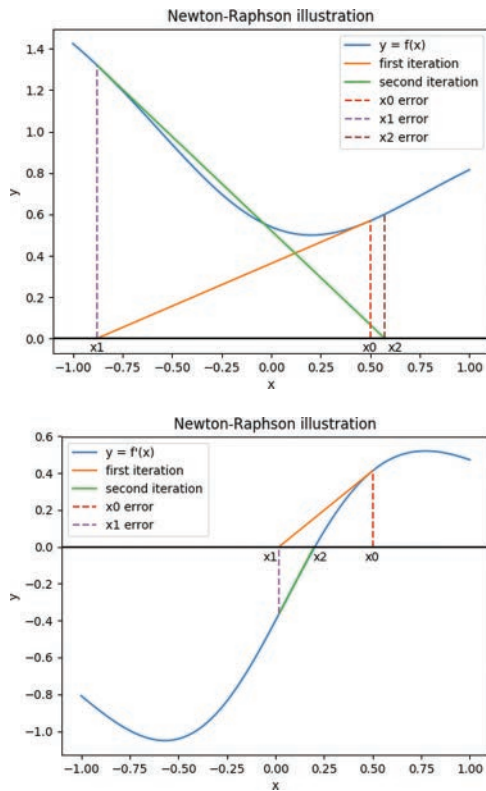 Newton-Raphson illustration
1.4
1.2
1.0
0.8
0.6
0.4
0.2
0.0
y
y = f(x)
first iteration
second iteration
x0 error
x1 error
x2 error
x1
x0
x2
−1.00 −0.75 −0.50 −0.25 0.00 0.25 0.50 0.75 1.00
x
Newton-Raphson illustration
0.6
0.4
0.2
0.0
−0.2
−0.4
−0.6
−0.8
−1.0
y
y = f'(x)
first iteration
second iteration
x0 error
x1 error
x1
x2
x0
−1.00 −0.75 −0.50 −0.25 0.00 0.25 0.50 0.75 1.00
x